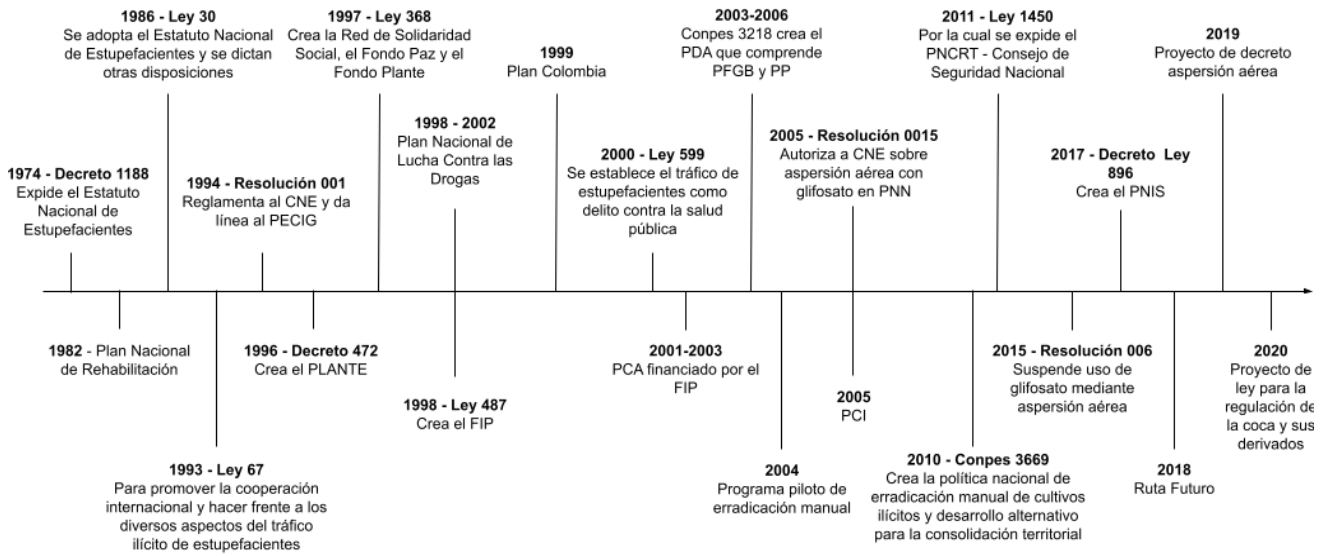 1986 - Ley 30
Se adopta el Estatuto Nacional
de Estupefacientes y se dictan
otras disposiciones
1997 - Ley 368
Crea la Red de Solidaridad
Social, el Fondo Paz y el
Fondo Plante
1999
Plan Colombia
2003-2006
Conpes 3218 crea el
PDA que comprende
PFGB y PP
2011 - Ley 1450
Por la cual se expide el
PNCRT - Consejo de
Seguridad Nacional
2019
Proyecto de decreto
aspersión aérea
1974 - Decreto 1188
Expide el Estatuto
Nacional de
Estupefacientes
1994 - Resolución 001
Reglamenta al CNE y da
línea al PECIG
1998 - 2002
Plan Nacional de
Lucha Contra las
Drogas
2000 - Ley 599
Se establece el tráfico de
estupefacientes como
delito contra la salud
pública
2005 - Resolución 0015
Autoriza a CNE sobre
aspersión aérea con
glifosato en PNN
2017 - Decreto Ley
896
Crea el PNIS
1982 - Plan Nacional
de Rehabilitación
1996 - Decreto 472
Crea el PLANTE
2001-2003
PCA financiado por el
FIP
2015 - Resolución 006
Suspende uso de
glifosato mediante
aspersión aérea
2020
Proyecto de
ley para la
regulación de
la coca y sus
derivados
1998 - Ley 487
Crea el FIP
2005
PCI
1993 - Ley 67
Para promover la cooperación
internacional y hacer frente a los
diversos aspectos del tráfico
ilícito de estupefacientes
2004
Programa piloto de
erradicación manual
2010 - Conpes 3669
Crea la política nacional de
erradicación manual de cultivos
ilícitos y desarrollo alternativo
para la consolidación territorial
2018
Ruta Futuro